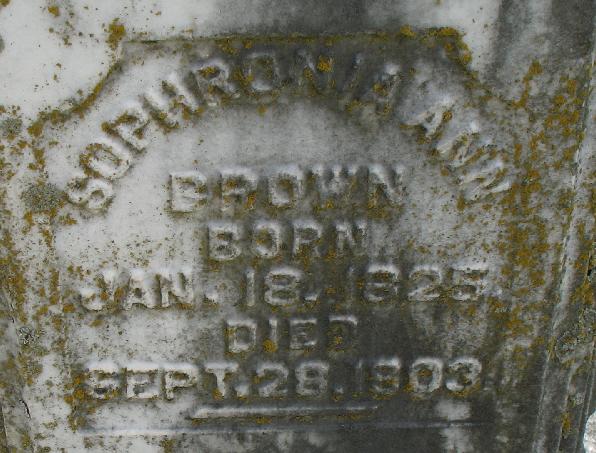 SOPHRONIA ANN
BROWN
BORN
JAN. 18. 1825
DIED
SEPT. 28. 1903